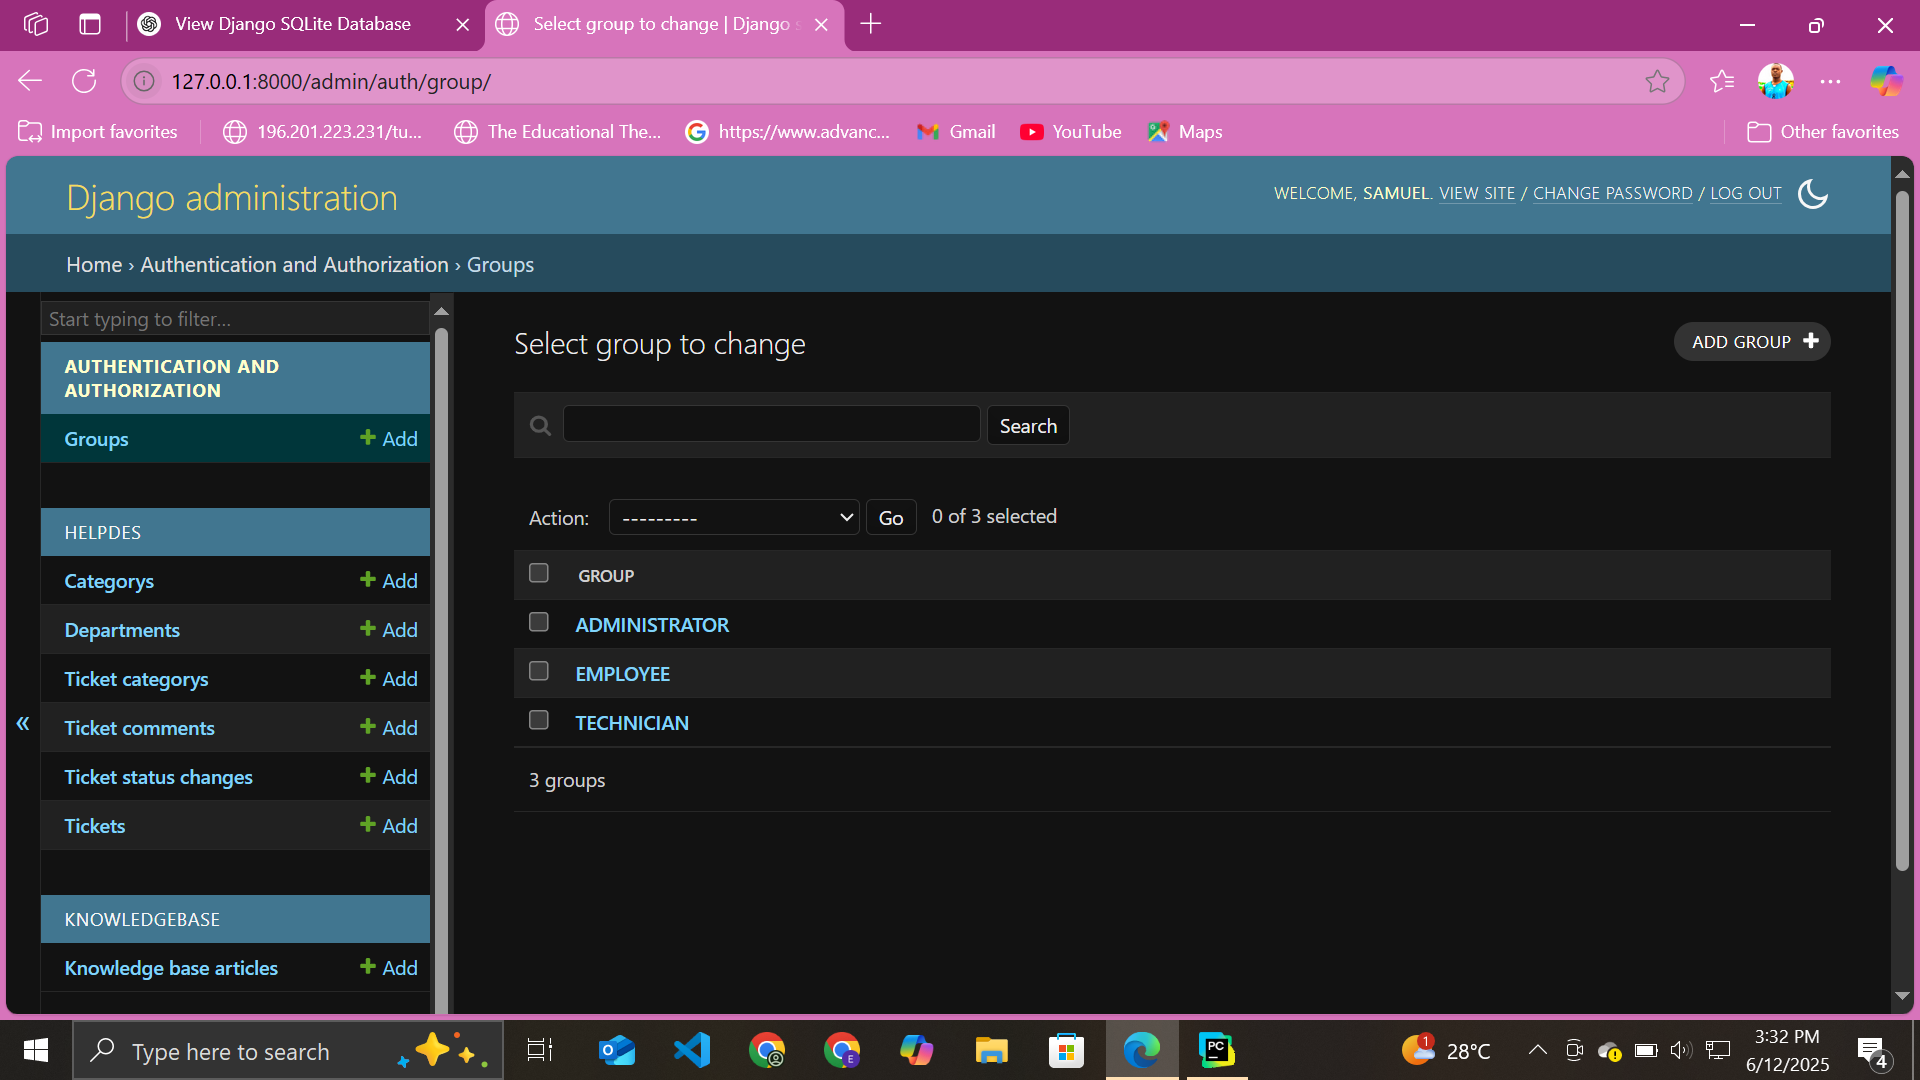 View Django SQLite Database
Select group to change | Django s
127.0.0.1:8000/admin/auth/group/
Import favorites
196.201.223.231/tu...
The Educational The...
https://www.advanc...
Gmail
YouTube
Maps
Other favorites
Django administration
WELCOME, SAMUEL. VIEW SITE / CHANGE PASSWORD / LOG OUT
Home › Authentication and Authorization › Groups
Start typing to filter...
AUTHENTICATION AND
AUTHORIZATION
Groups
Add
HELPDES
Categorys
Add
Departments
Add
Ticket categorys
Add
Ticket comments
Add
Ticket status changes
Add
Tickets
Add
KNOWLEDGEBASE
Knowledge base articles
Add
«
Select group to change
ADD GROUP
Search
Action:
---------
Go
0 of 3 selected
GROUP
ADMINISTRATOR
EMPLOYEE
TECHNICIAN
3 groups
Type here to search
E
PC
1
28°C
3:32 PM
6/12/2025
4